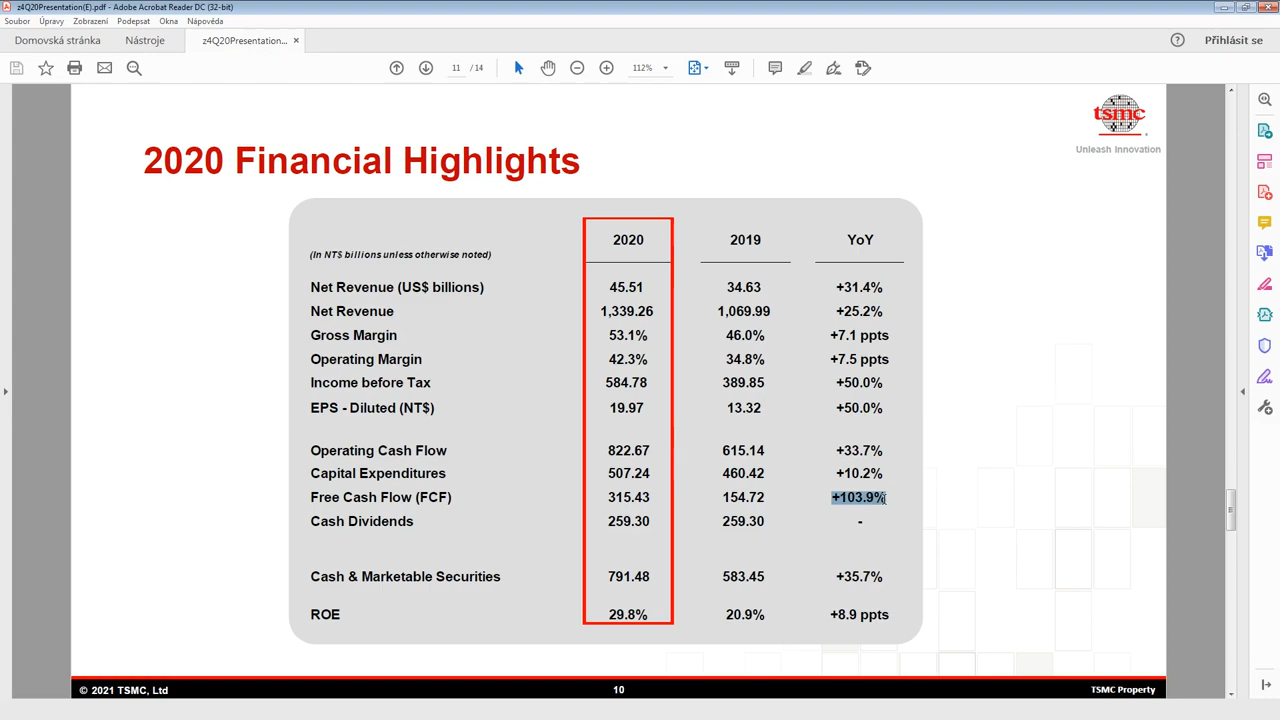 z4Q20Presentation(E).pdf - Adobe Acrobat Reader DC (32-bit)
Soubor Úpravy Zobrazení Podepsat Okna Nápověda
Domovská stránka Nástroje z4Q20Presentation... × Přihlásit se
11 / 14 112%
tsmc
Unleash Innovation
2020 Financial Highlights
2020 2019 YoY
(In NT$ billions unless otherwise noted)
Net Revenue (US$ billions) 45.51 34.63 +31.4%
Net Revenue 1,339.26 1,069.99 +25.2%
Gross Margin 53.1% 46.0% +7.1 ppts
Operating Margin 42.3% 34.8% +7.5 ppts
Income before Tax 584.78 389.85 +50.0%
EPS - Diluted (NT$) 19.97 13.32 +50.0%
Operating Cash Flow 822.67 615.14 +33.7%
Capital Expenditures 507.24 460.42 +10.2%
Free Cash Flow (FCF) 315.43 154.72 +103.9%
Cash Dividends 259.30 259.30 -
Cash & Marketable Securities 791.48 583.45 +35.7%
ROE 29.8% 20.9% +8.9 ppts
© 2021 TSMC, Ltd 10 TSMC Property